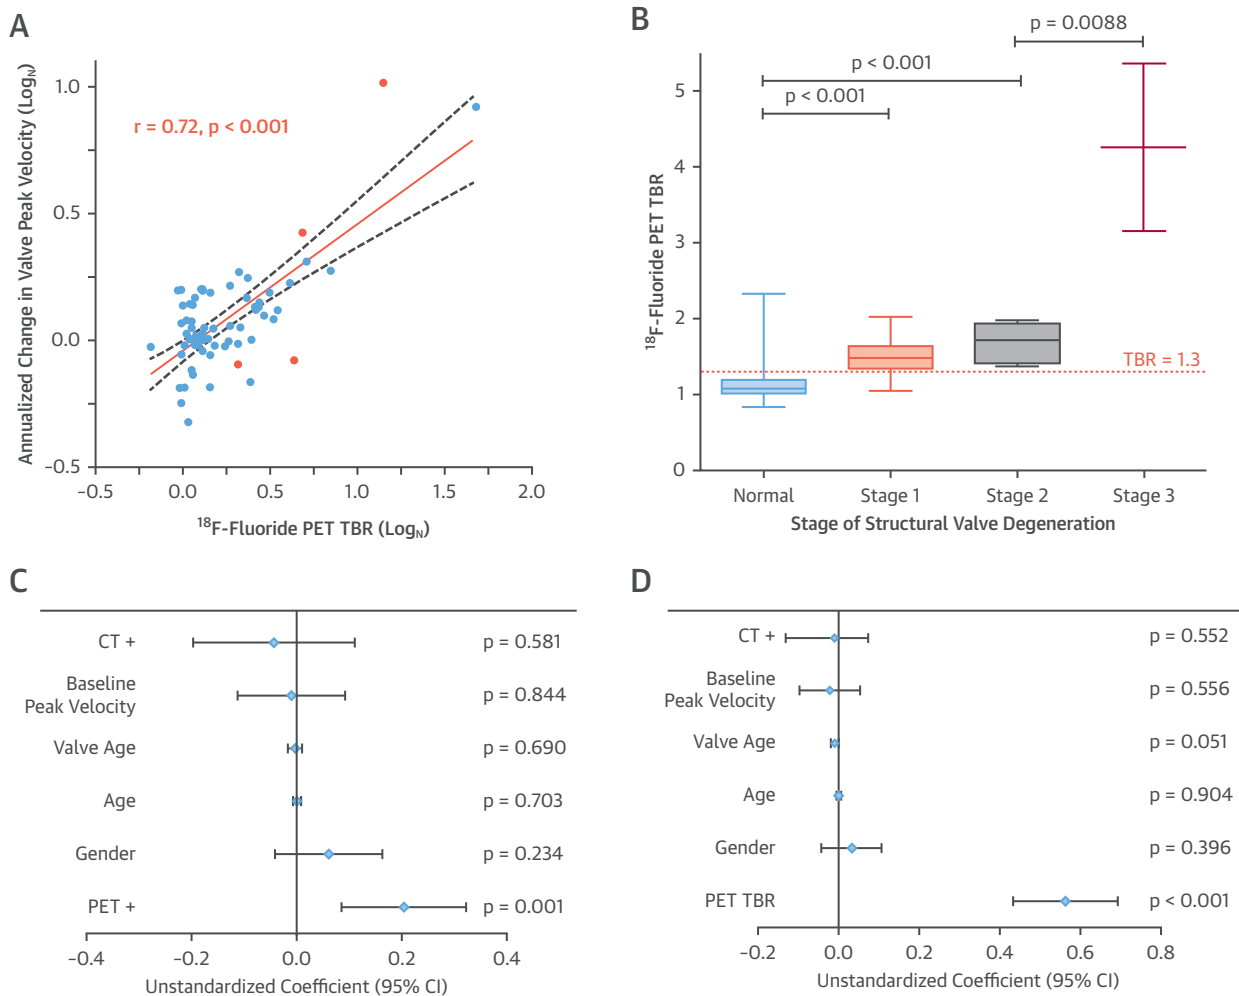 A
Annualized Change in Valve Peak Velocity (LogN)
1.0
0.5
0.0
-0.5
r = 0.72, p < 0.001
-0.5 0.0 0.5 1.0 1.5 2.0
18F-Fluoride PET TBR (LogN)
B
18F-Fluoride PET TBR
5
4
3
2
1
0
p = 0.0088
p < 0.001
p < 0.001
TBR = 1.3
Normal Stage 1 Stage 2 Stage 3
Stage of Structural Valve Degeneration
C
CT + p = 0.581
Baseline
Peak Velocity p = 0.844
Valve Age p = 0.690
Age p = 0.703
Gender p = 0.234
PET + p = 0.001
-0.4 -0.2 0.0 0.2 0.4
Unstandardized Coefficient (95% CI)
D
CT + p = 0.552
Baseline
Peak Velocity p = 0.556
Valve Age p = 0.051
Age p = 0.904
Gender p = 0.396
PET TBR p < 0.001
-0.2 0.0 0.2 0.4 0.6 0.8
Unstandardized Coefficient (95% CI)